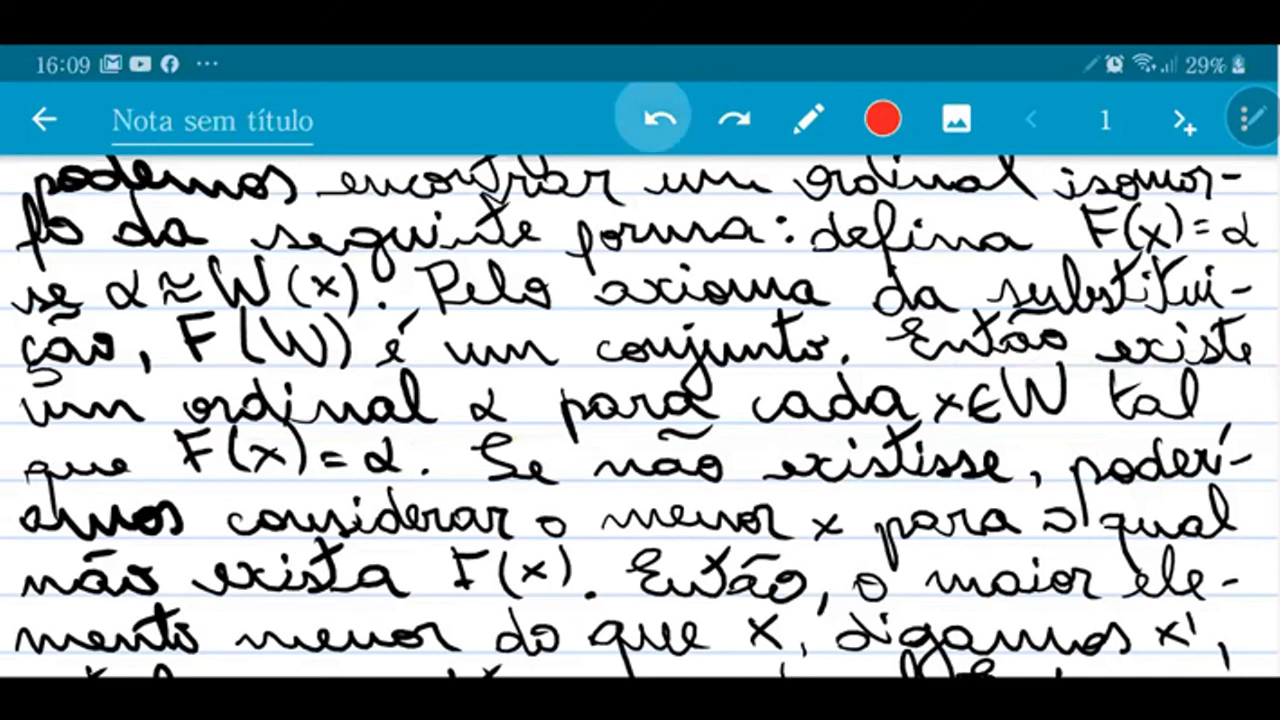 16:09 ... 29%
Nota sem título 1
podemos encontrar um ordinal isomor-
fo da seguinte forma: defina F(x)=α
se α≈W(x). Pelo axioma da substitui-
ção, F(W) é um conjunto. Então existe
um ordinal α para cada x∈W tal
que F(x)=α. Se não existisse, poderí-
amos considerar o menor x para o qual
não exista F(x). Então, o maior ele-
mento menor do que x, digamos x',